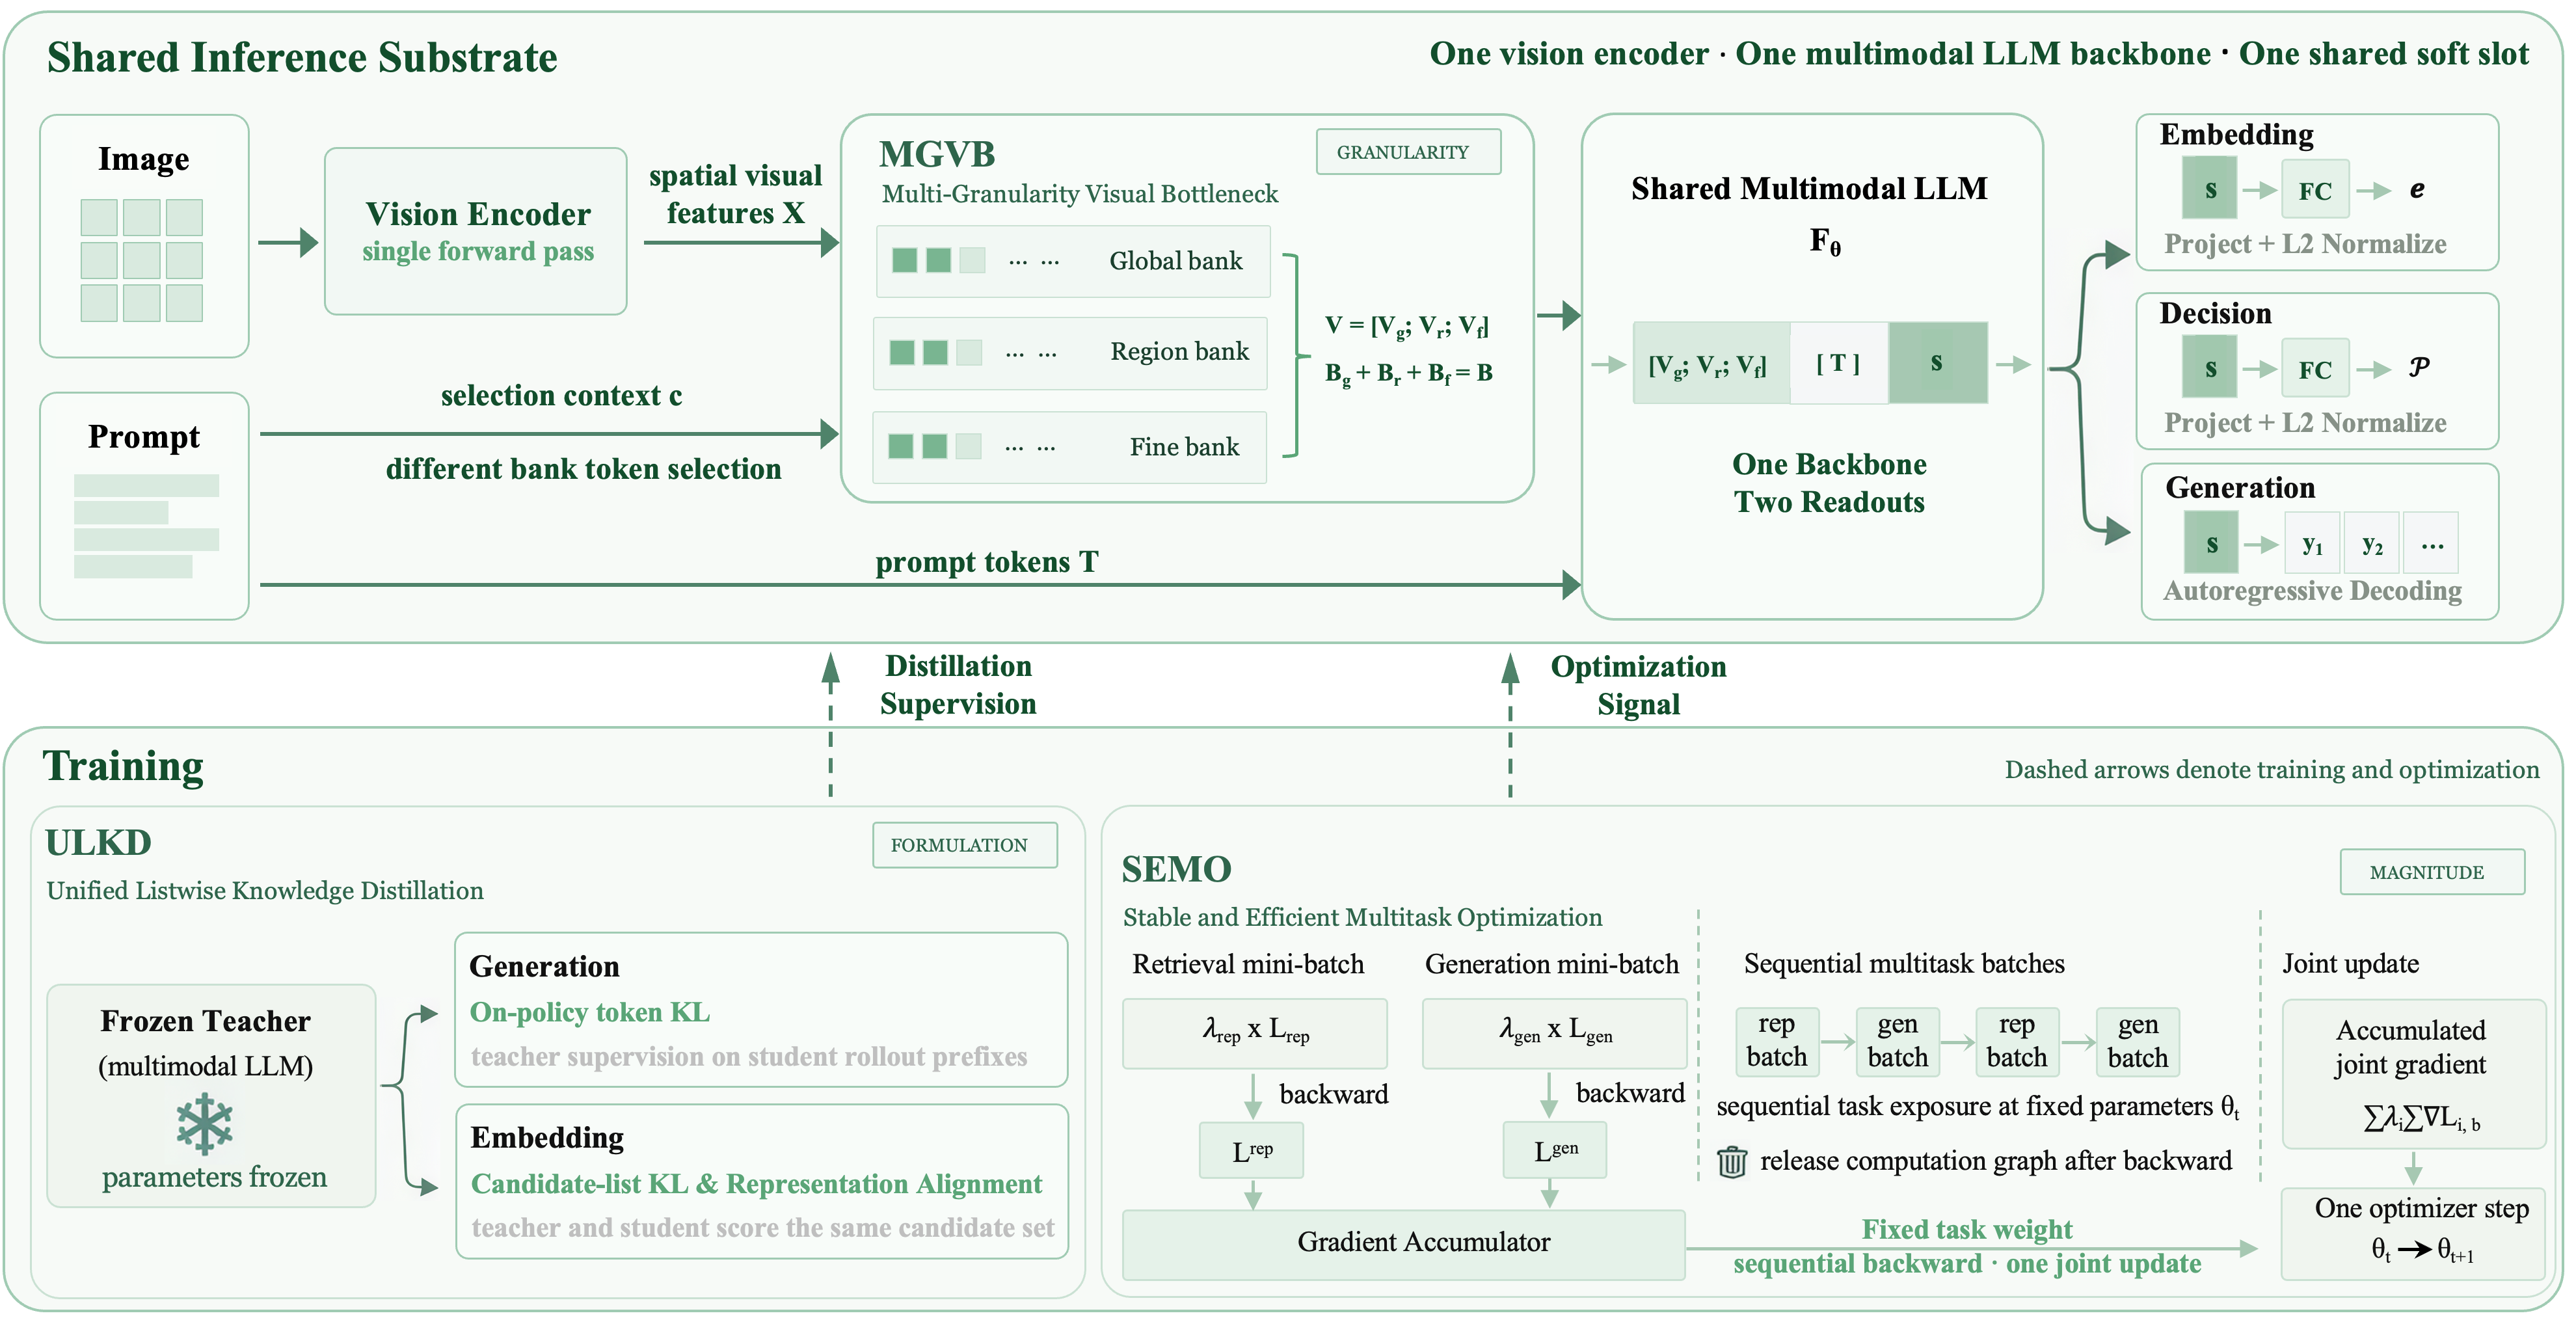 Shared Inference Substrate
One vision encoder · One multimodal LLM backbone · One shared soft slot
Image
Vision Encoder
single forward pass
spatial visual
features X
Prompt
selection context c
different bank token selection
prompt tokens T
MGVB
GRANULARITY
Multi-Granularity Visual Bottleneck
... ... Global bank
... ... Region bank
... ... Fine bank
V = [Vg; Vr; Vf]
Bg + Br + Bf = B
Shared Multimodal LLM
Fθ
[Vg; Vr; Vf] [ T ] s
One Backbone
Two Readouts
Embedding
s FC e
Project + L2 Normalize
Decision
s FC P
Project + L2 Normalize
Generation
s y1 y2 ...
Autoregressive Decoding
Distillation
Supervision
Optimization
Signal
Training
Dashed arrows denote training and optimization
ULKD
FORMULATION
Unified Listwise Knowledge Distillation
Frozen Teacher
(multimodal LLM)
parameters frozen
Generation
On-policy token KL
teacher supervision on student rollout prefixes
Embedding
Candidate-list KL & Representation Alignment
teacher and student score the same candidate set
SEMO
MAGNITUDE
Stable and Efficient Multitask Optimization
Retrieval mini-batch
λrep x Lrep
backward
Lrep
Generation mini-batch
λgen x Lgen
backward
Lgen
Gradient Accumulator
Sequential multitask batches
rep
batch
gen
batch
rep
batch
gen
batch
sequential task exposure at fixed parameters θt
release computation graph after backward
Fixed task weight
sequential backward · one joint update
Joint update
Accumulated
joint gradient
∑λi∑∇Li, b
One optimizer step
θt → θt+1